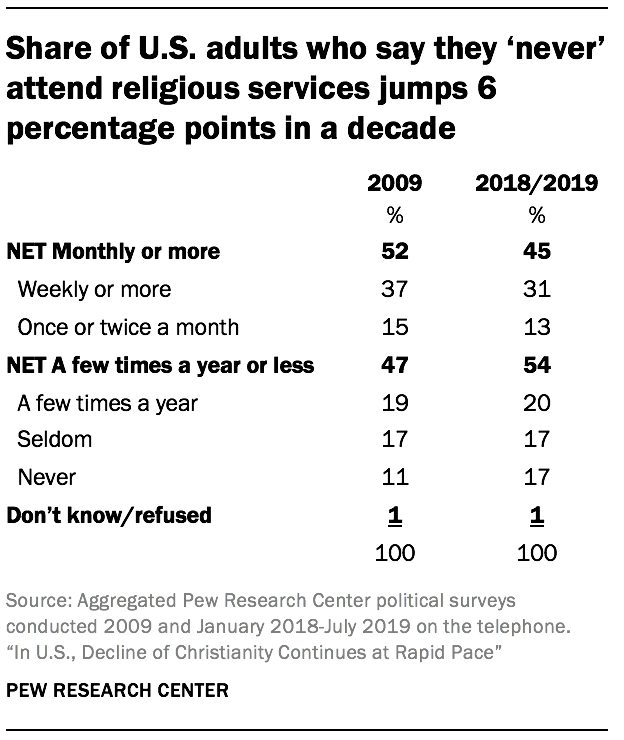 Share of U.S. adults who say they ‘never’
attend religious services jumps 6
percentage points in a decade
2009 2018/2019
% %
NET Monthly or more 52 45
Weekly or more 37 31
Once or twice a month 15 13
NET A few times a year or less 47 54
A few times a year 19 20
Seldom 17 17
Never 11 17
Don’t know/refused 1 1
100 100
Source: Aggregated Pew Research Center political surveys
conducted 2009 and January 2018-July 2019 on the telephone.
“In U.S., Decline of Christianity Continues at Rapid Pace”
PEW RESEARCH CENTER